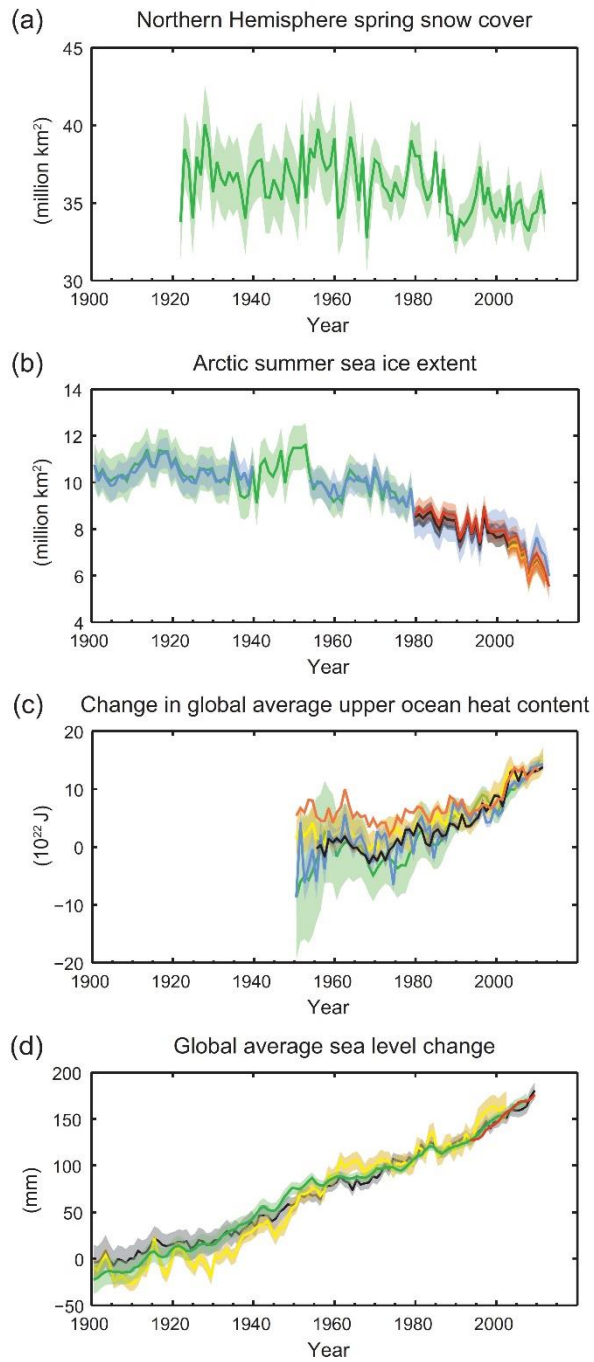 (a) Northern Hemisphere spring snow cover
45
40
35
30
(million km²)
1900 1920 1940 1960 1980 2000
Year
(b) Arctic summer sea ice extent
14
12
10
8
6
4
(million km²)
1900 1920 1940 1960 1980 2000
Year
(c) Change in global average upper ocean heat content
20
10
0
−10
−20
(10²² J)
1900 1920 1940 1960 1980 2000
Year
(d) Global average sea level change
200
150
100
50
0
−50
(mm)
1900 1920 1940 1960 1980 2000
Year